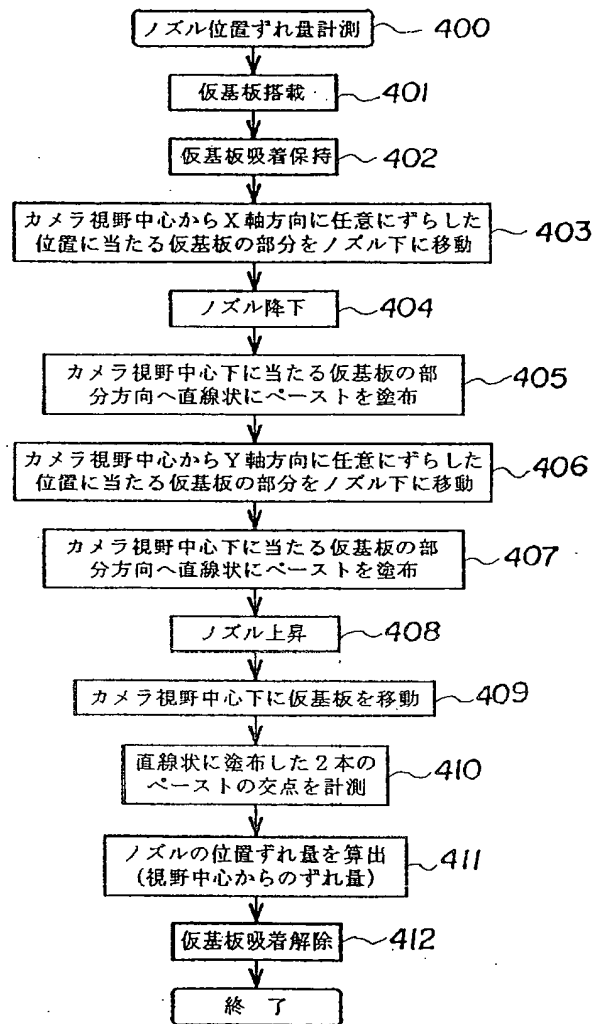 ノズル位置ずれ量計測 400
仮基板搭載 401
仮基板吸着保持 402
カメラ視野中心からX軸方向に任意にずらした
位置に当たる仮基板の部分をノズル下に移動 403
ノズル降下 404
カメラ視野中心下に当たる仮基板の部
分方向へ直線状にペーストを塗布 405
カメラ視野中心からY軸方向に任意にずらした
位置に当たる仮基板の部分をノズル下に移動 406
カメラ視野中心下に当たる仮基板の部
分方向へ直線状にペーストを塗布 407
ノズル上昇 408
カメラ視野中心下に仮基板を移動 409
直線状に塗布した2本の
ペーストの交点を計測 410
ノズルの位置ずれ量を算出
(視野中心からのずれ量) 411
仮基板吸着解除 412
終 了